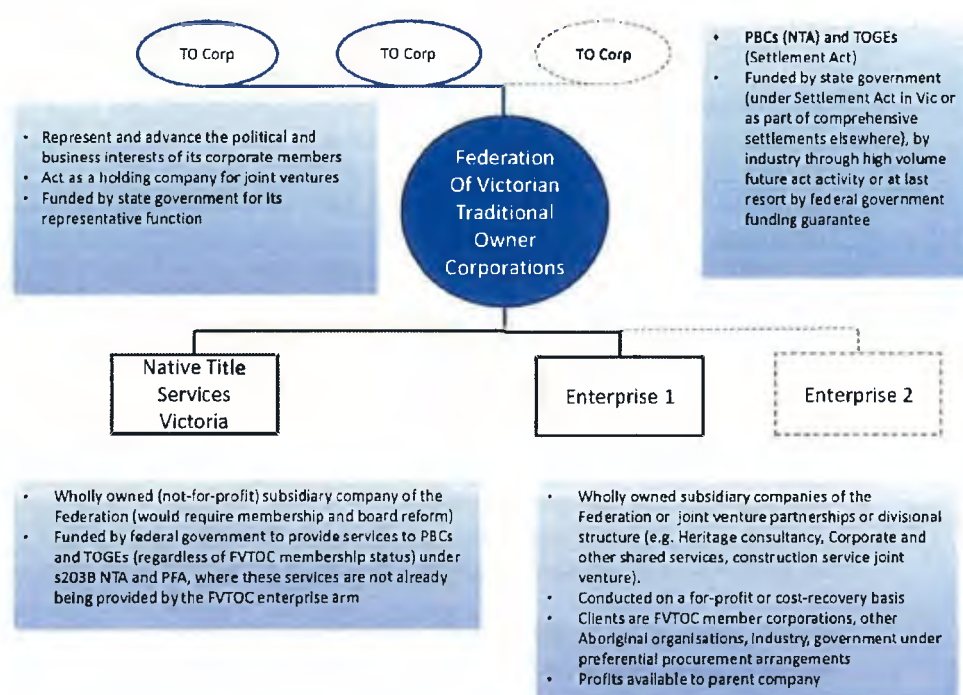 TO Corp
TO Corp
TO Corp
• Represent and advance the political and
business interests of its corporate members
• Act as a holding company for joint ventures
• Funded by state government for its
representative function
Federation
Of Victorian
Traditional
Owner
Corporations
• PBCs (NTA) and TOGEs
(Settlement Act)
• Funded by state government
(under Settlement Act in Vic or
as part of comprehensive
settlements elsewhere), by
industry through high volume
future act activity or at last
resort by federal government
funding guarantee
Native Title
Services
Victoria
Enterprise 1
Enterprise 2
• Wholly owned (not-for-profit) subsidiary company of the
Federation (would require membership and board reform)
• Funded by federal government to provide services to PBCs
and TOGEs (regardless of FVTOC membership status) under
s203B NTA and PFA, where these services are not already
being provided by the FVTOC enterprise arm
• Wholly owned subsidiary companies of the
Federation or joint venture partnerships or divisional
structure (e.g. Heritage consultancy, Corporate and
other shared services, construction service joint
venture).
• Conducted on a for-profit or cost-recovery basis
• Clients are FVTOC member corporations, other
Aboriginal organisations, industry, government under
preferential procurement arrangements
• Profits available to parent company